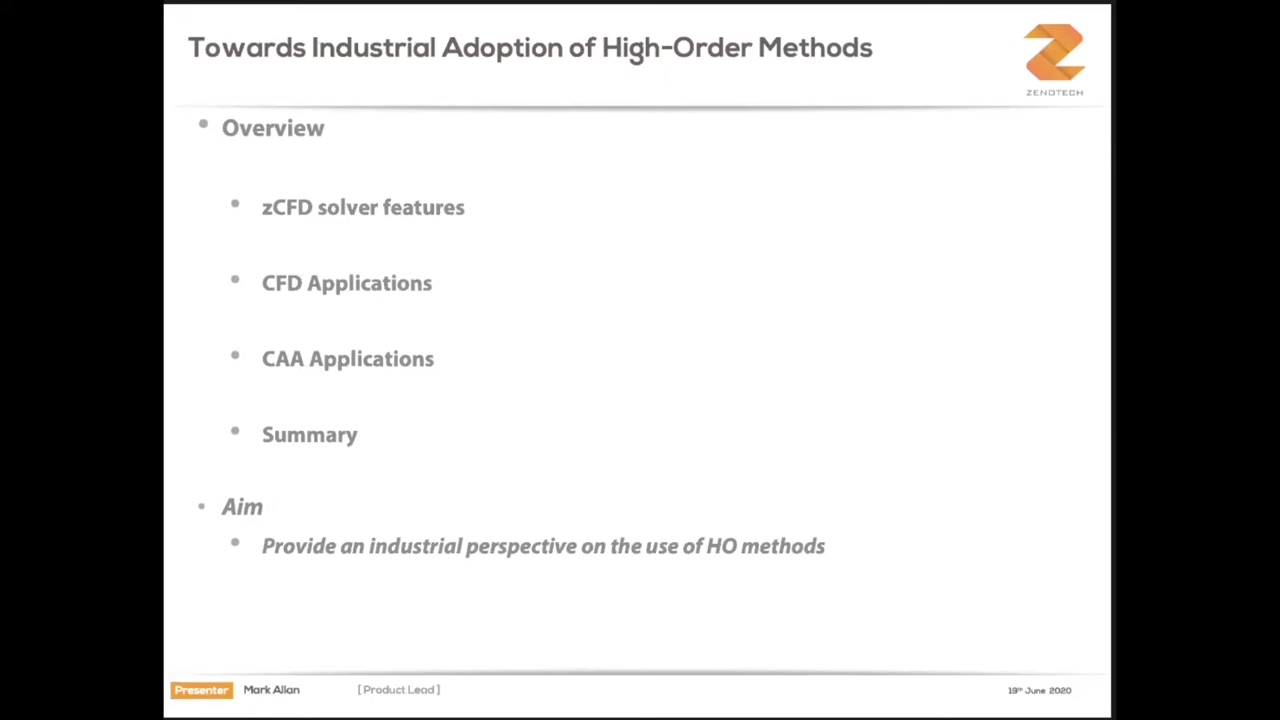 Towards Industrial Adoption of High-Order Methods
ZENOTECH
• Overview
• zCFD solver features
• CFD Applications
• CAA Applications
• Summary
• Aim
• Provide an industrial perspective on the use of HO methods
Presenter Mark Allan [ Product Lead ] 19th June 2020